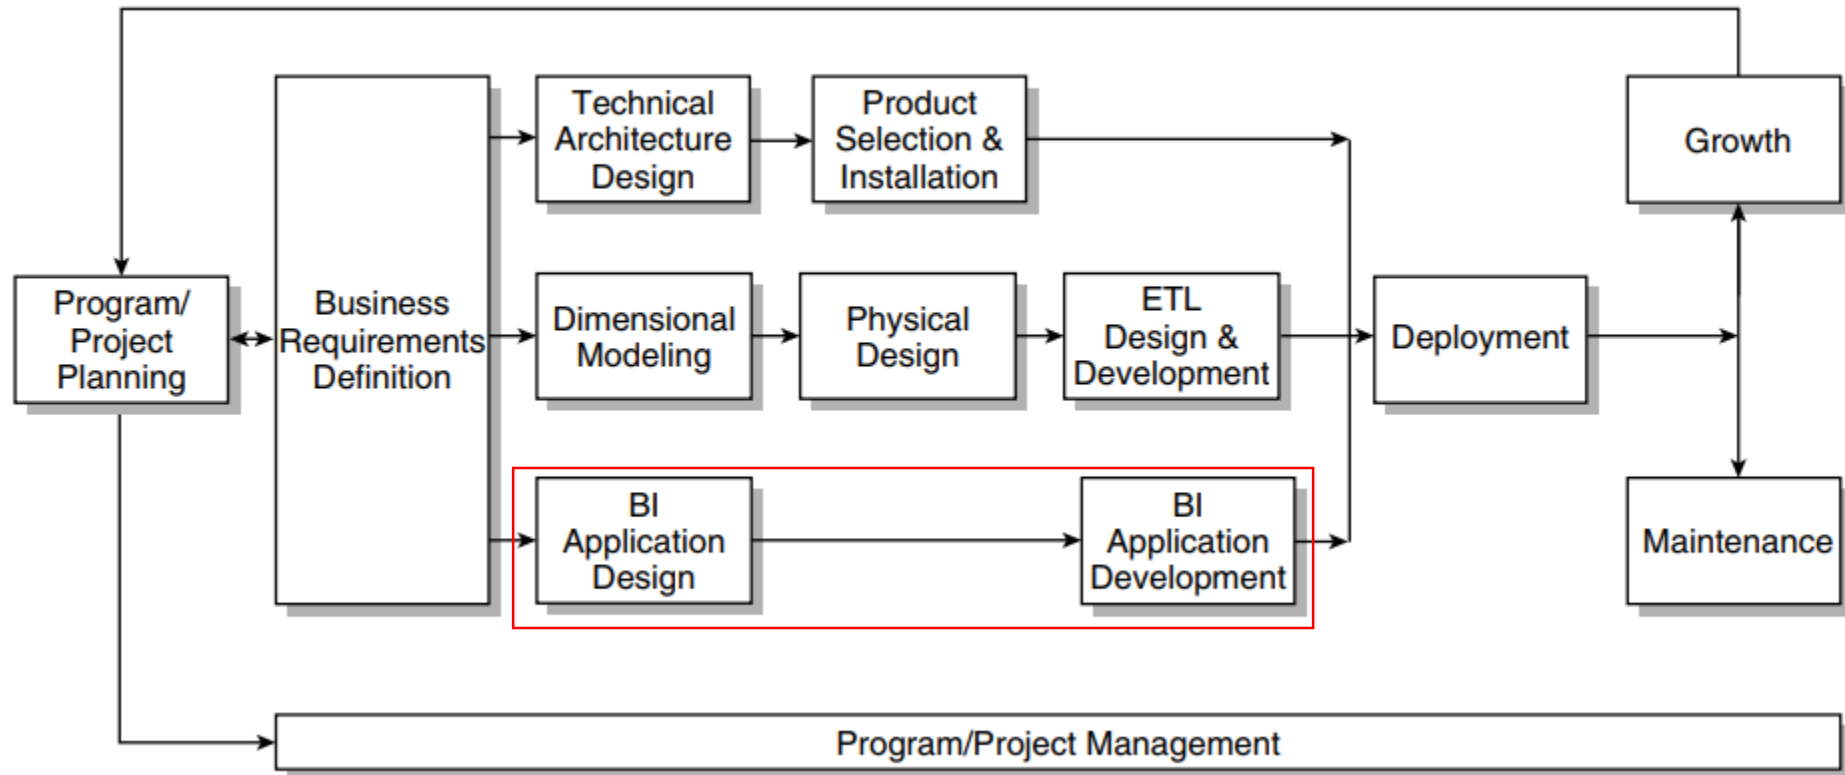 Technical
Architecture
Design
Product
Selection &
Installation
Growth
Program/
Project
Planning
Business
Requirements
Definition
Dimensional
Modeling
Physical
Design
ETL
Design &
Development
Deployment
BI
Application
Design
BI
Application
Development
Maintenance
Program/Project Management